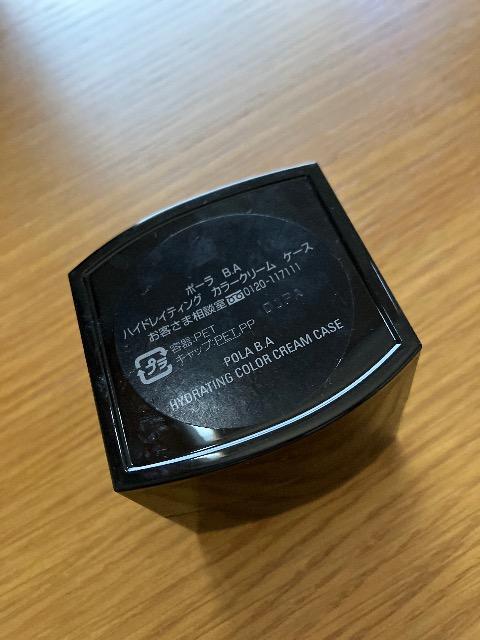 ポーラ B.A
ハイドレイティング カラークリーム ケース
お客さま相談室 0120-117111
プラ
容器:PET
キャップ:PET,PP
POLA B.A
HYDRATING COLOR CREAM CASE